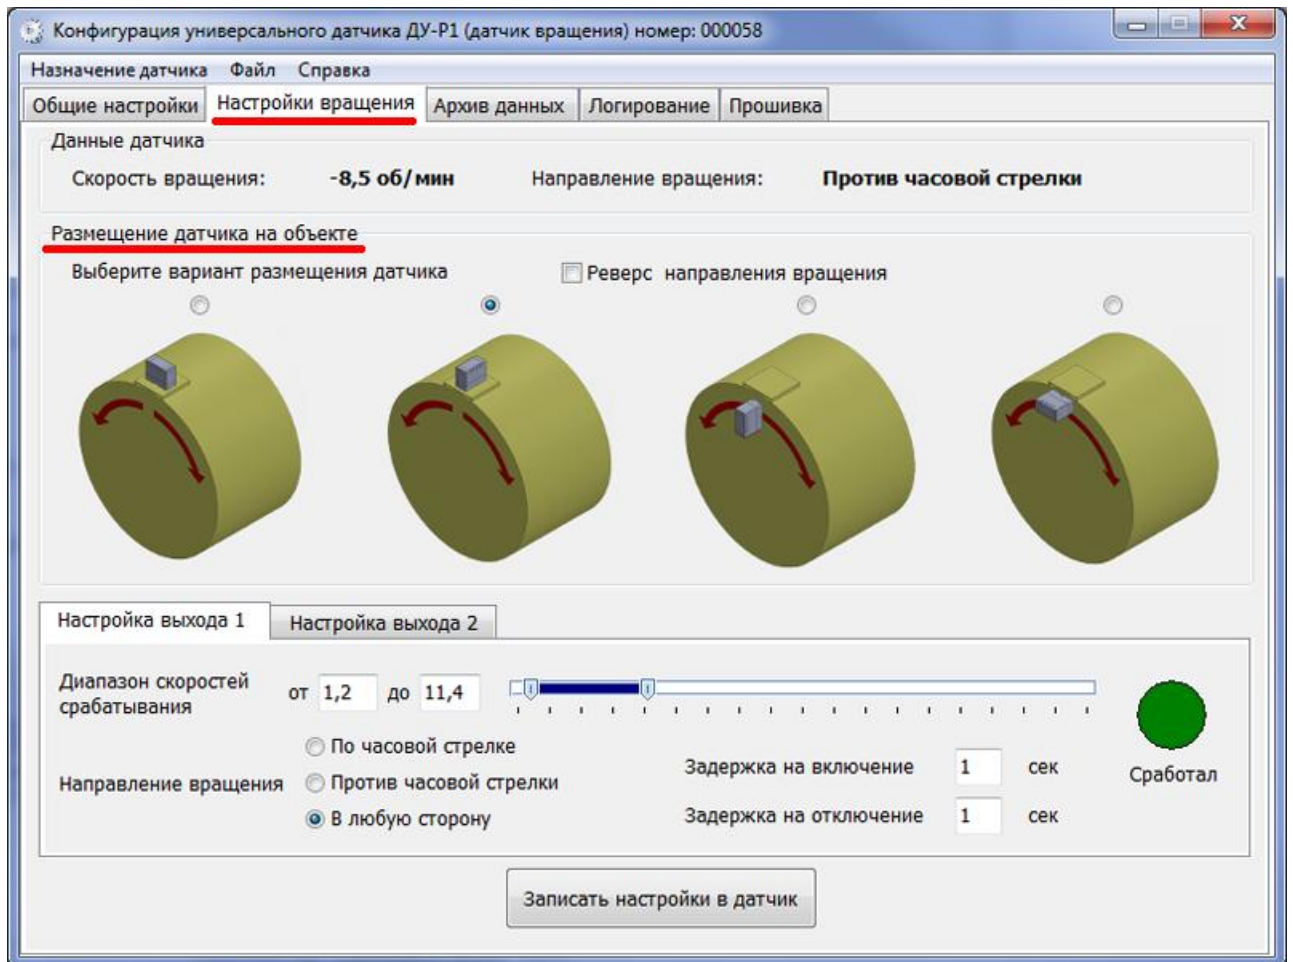 Конфигурация универсального датчика ДУ-Р1 (датчик вращения) номер: 000058
Назначение датчика Файл Справка
Общие настройки Настройки вращения Архив данных Логирование Прошивка
Данные датчика
Скорость вращения: -8,5 об/мин Направление вращения: Против часовой стрелки
Размещение датчика на объекте
Выберите вариант размещения датчика Реверс направления вращения
Настройка выхода 1 Настройка выхода 2
Диапазон скоростей
срабатывания
от 1,2 до 11,4
Направление вращения
По часовой стрелке
Против часовой стрелки
В любую сторону
Задержка на включение 1 сек
Задержка на отключение 1 сек
Сработал
Записать настройки в датчик